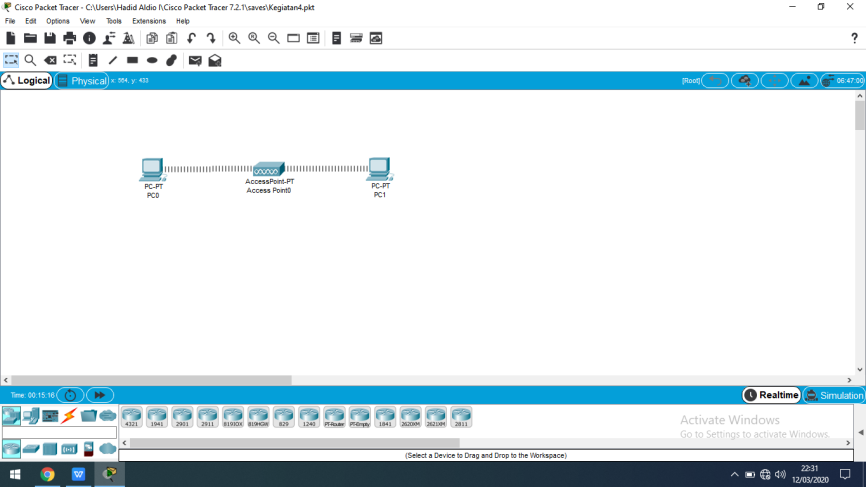 Cisco Packet Tracer - C:\Users\Hadid Aldio I\Cisco Packet Tracer 7.2.1\saves\Kegiatan4.pkt
File Edit Options View Tools Extensions Help
Logical Physical x: 564, y: 433 [Root] 06:47:00
PC-PT
PC0
AccessPoint-PT
Access Point0
PC-PT
PC1
Time: 00:15:16 Realtime Simulation
4321 1941 2901 2911 819IOX 819HGW 829 1240 PT-Router PT-Empty 1841 2620XM 2621XM 2811
Activate Windows
Go to Settings to activate Windows.
(Select a Device to Drag and Drop to the Workspace)
22:31
12/03/2020